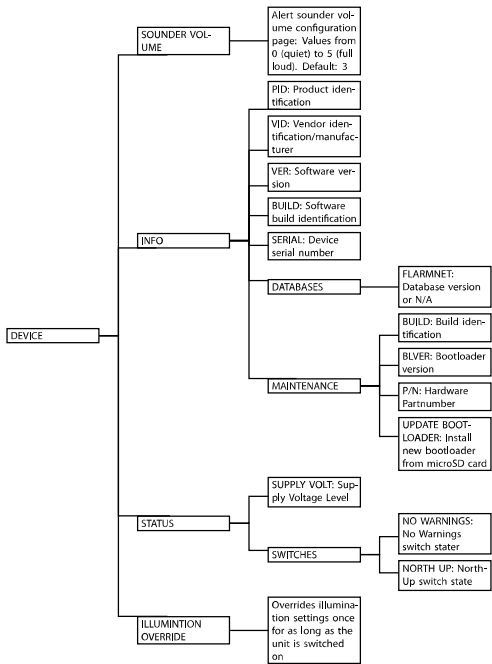 SOUNDER VOL-
UME
Alert sounder vol-
ume configuration
page: Values from
0 (quiet) to 5 (full
loud). Default: 3
PID: Product iden-
tification
VID: Vendor iden-
tification/manufac-
turer
VER: Software ver-
sion
BUILD: Software
build identification
INFO
SERIAL: Device
serial number
DATABASES
FLARMNET:
Database version
or N/A
DEVICE
BUILD: Build iden-
tification
BLVER: Bootloader
version
MAINTENANCE
P/N: Hardware
Partnumber
UPDATE BOOT-
LOADER: Install
new bootloader
from microSD card
STATUS
SUPPLY VOLT: Sup-
ply Voltage Level
SWITCHES
NO WARNINGS:
No Warnings
switch stater
NORTH UP: North-
Up switch state
ILLUMINTION
OVERRIDE
Overrides illumina-
tion settings once
for as long as the
unit is switched
on